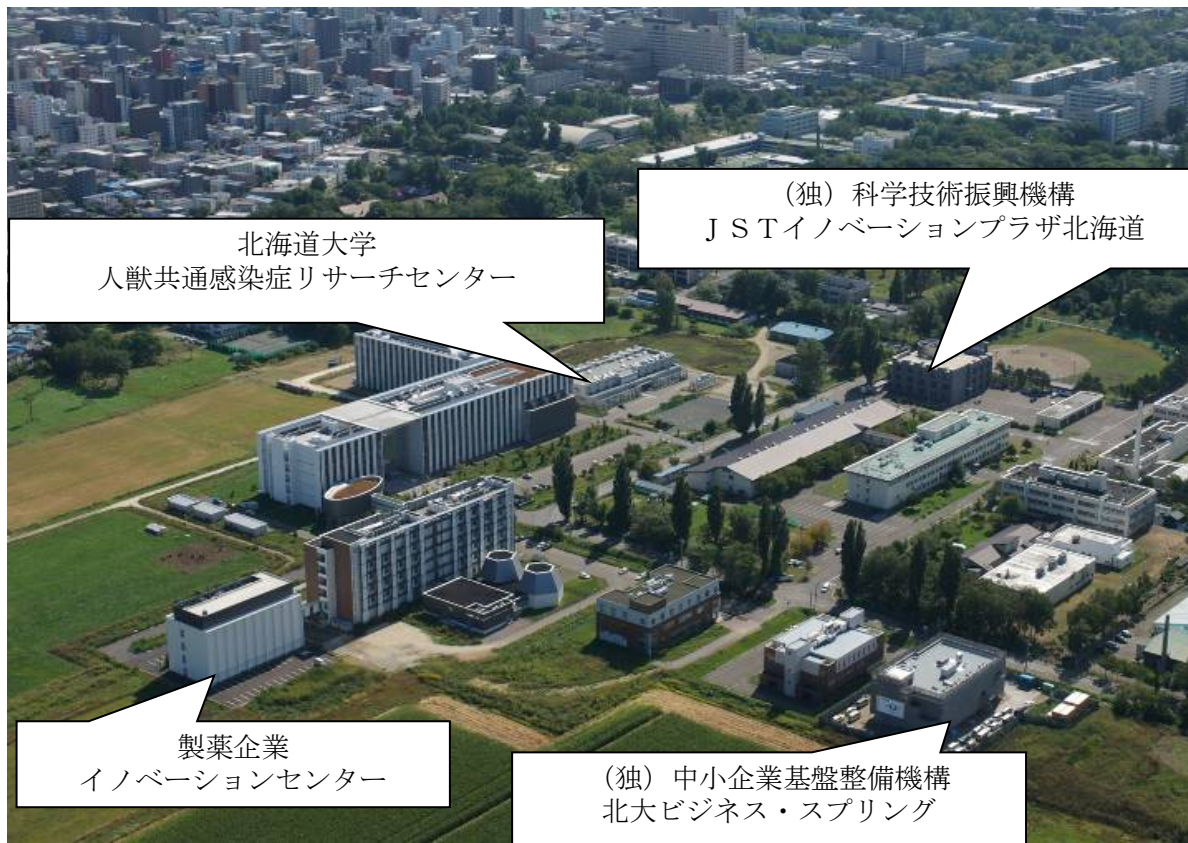 (独)科学技術振興機構
JSTイノベーションプラザ北海道
北海道大学
人獣共通感染症リサーチセンター
製薬企業
イノベーションセンター
(独)中小企業基盤整備機構
北大ビジネス・スプリング